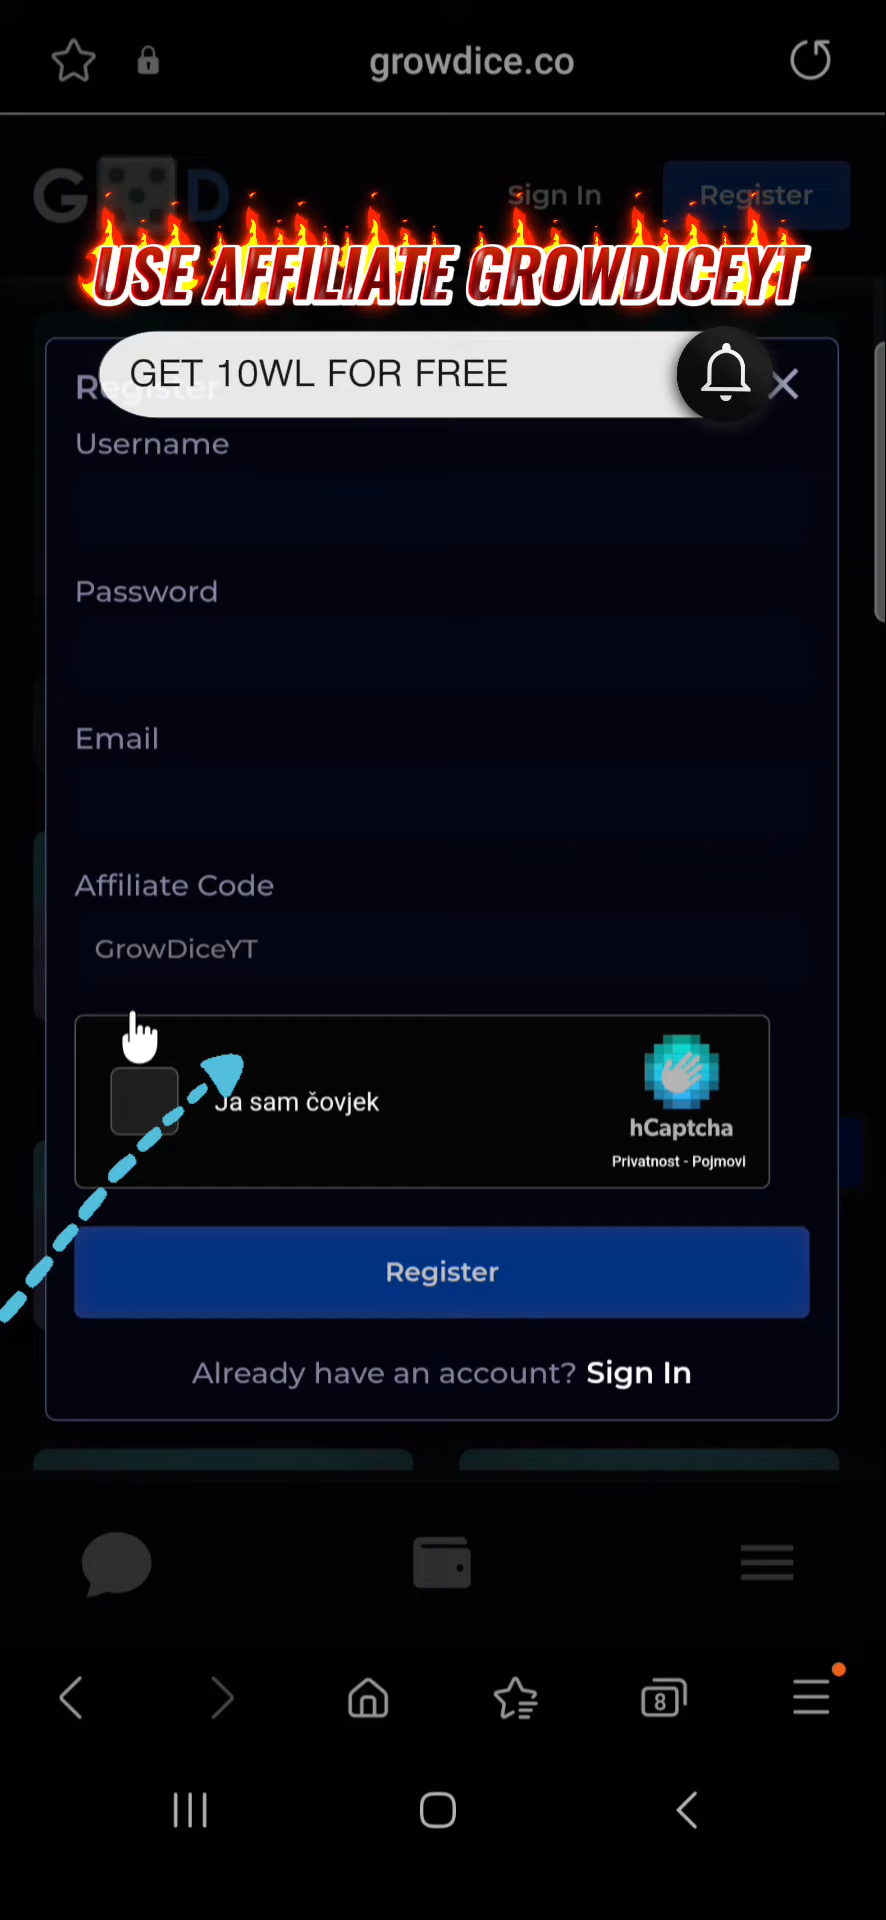 growdice.co
G D
Sign In
Register
USE AFFILIATE GROWDICEYT
GET 10WL FOR FREE
Register
Username
Password
Email
Affiliate Code
GrowDiceYT
Ja sam čovjek
hCaptcha
Privatnost - Pojmovi
Register
Already have an account? Sign In
8